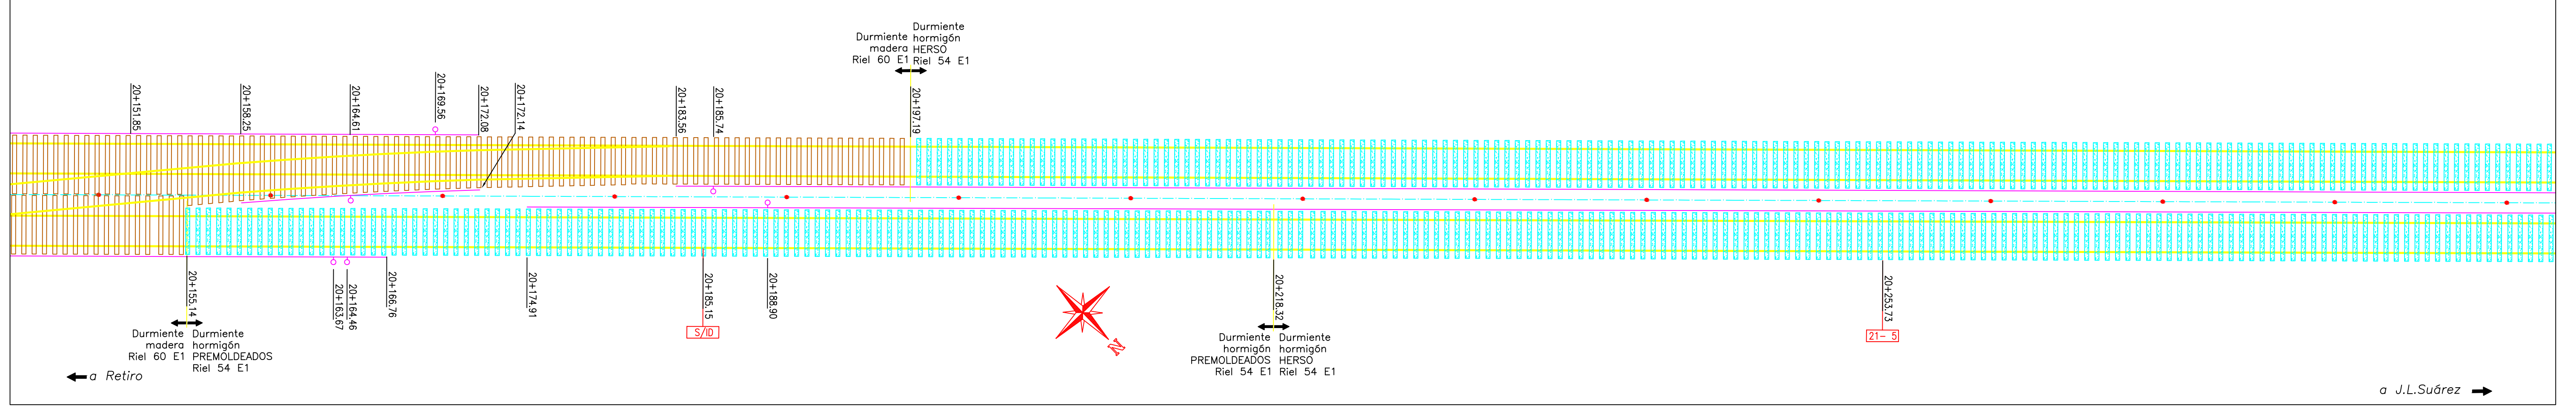 Durmiente
madera
Riel 60 E1
Durmiente
hormigón
HERSO
Riel 54 E1
20+151.85
20+158.25
20+164.61
20+169.56
20+172.08
20+172.14
20+183.56
20+185.74
20+197.19
20+155.14
20+163.67
20+164.46
20+166.76
20+174.91
20+185.15
20+188.90
20+218.32
20+253.73
S/ID
21- 5
Durmiente
madera
Riel 60 E1
Durmiente
hormigón
PREMOLDEADOS
Riel 54 E1
Durmiente
hormigón
PREMOLDEADOS
Riel 54 E1
Durmiente
hormigón
HERSO
Riel 54 E1
N
a Retiro
a J.L.Suárez